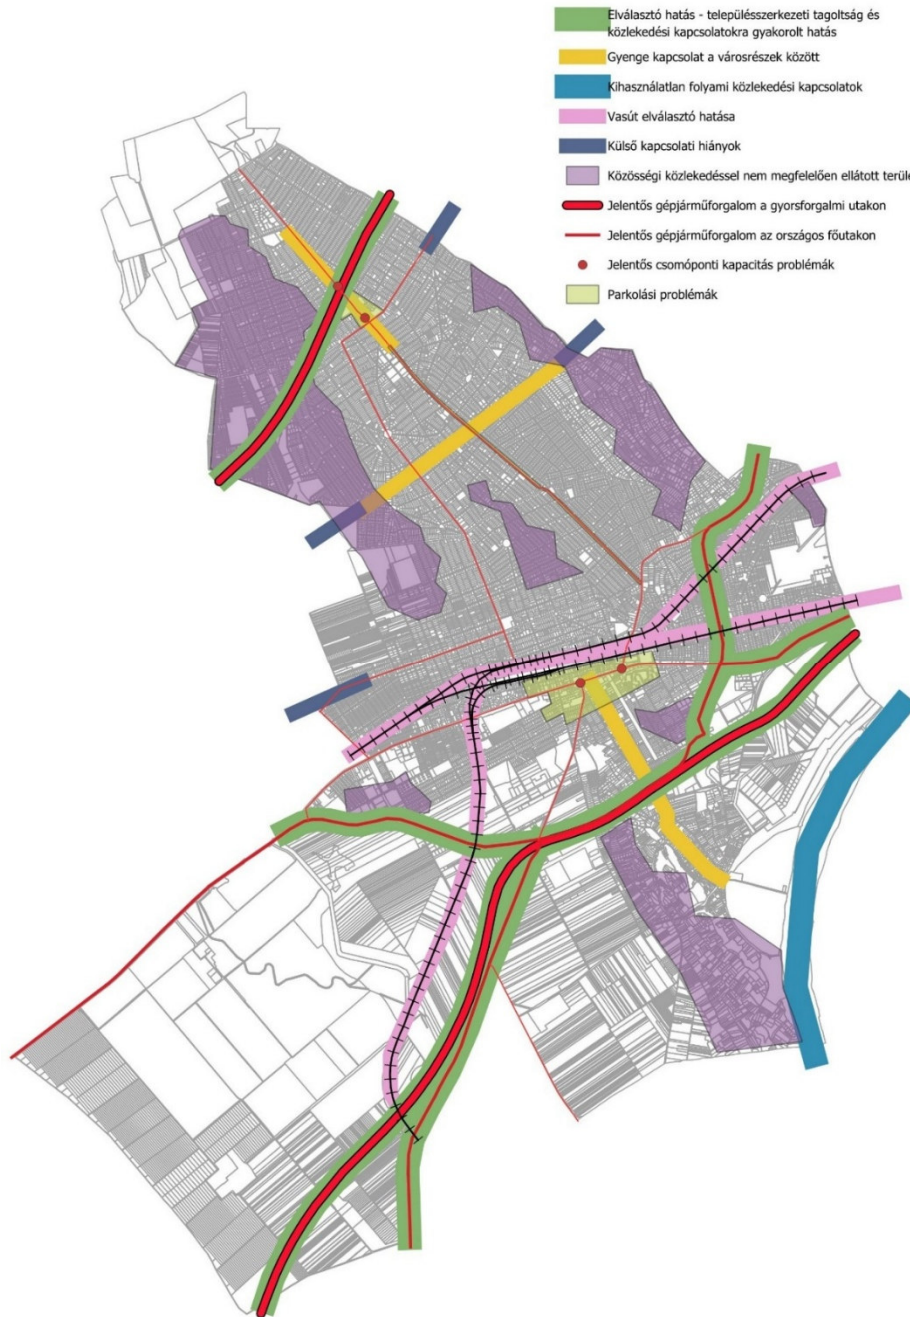 Elválasztó hatás - településszerkezeti tagoltság és
közlekedési kapcsolatokra gyakorolt hatás
Gyenge kapcsolat a városrészek között
Kihasználatlan folyami közlekedési kapcsolatok
Vasút elválasztó hatása
Külső kapcsolati hiányok
Közösségi közlekedéssel nem megfelelően ellátott terüle
Jelentős gépjárműforgalom a gyorsforgalmi utakon
Jelentős gépjárműforgalom az országos főutakon
Jelentős csomóponti kapacitás problémák
Parkolási problémák